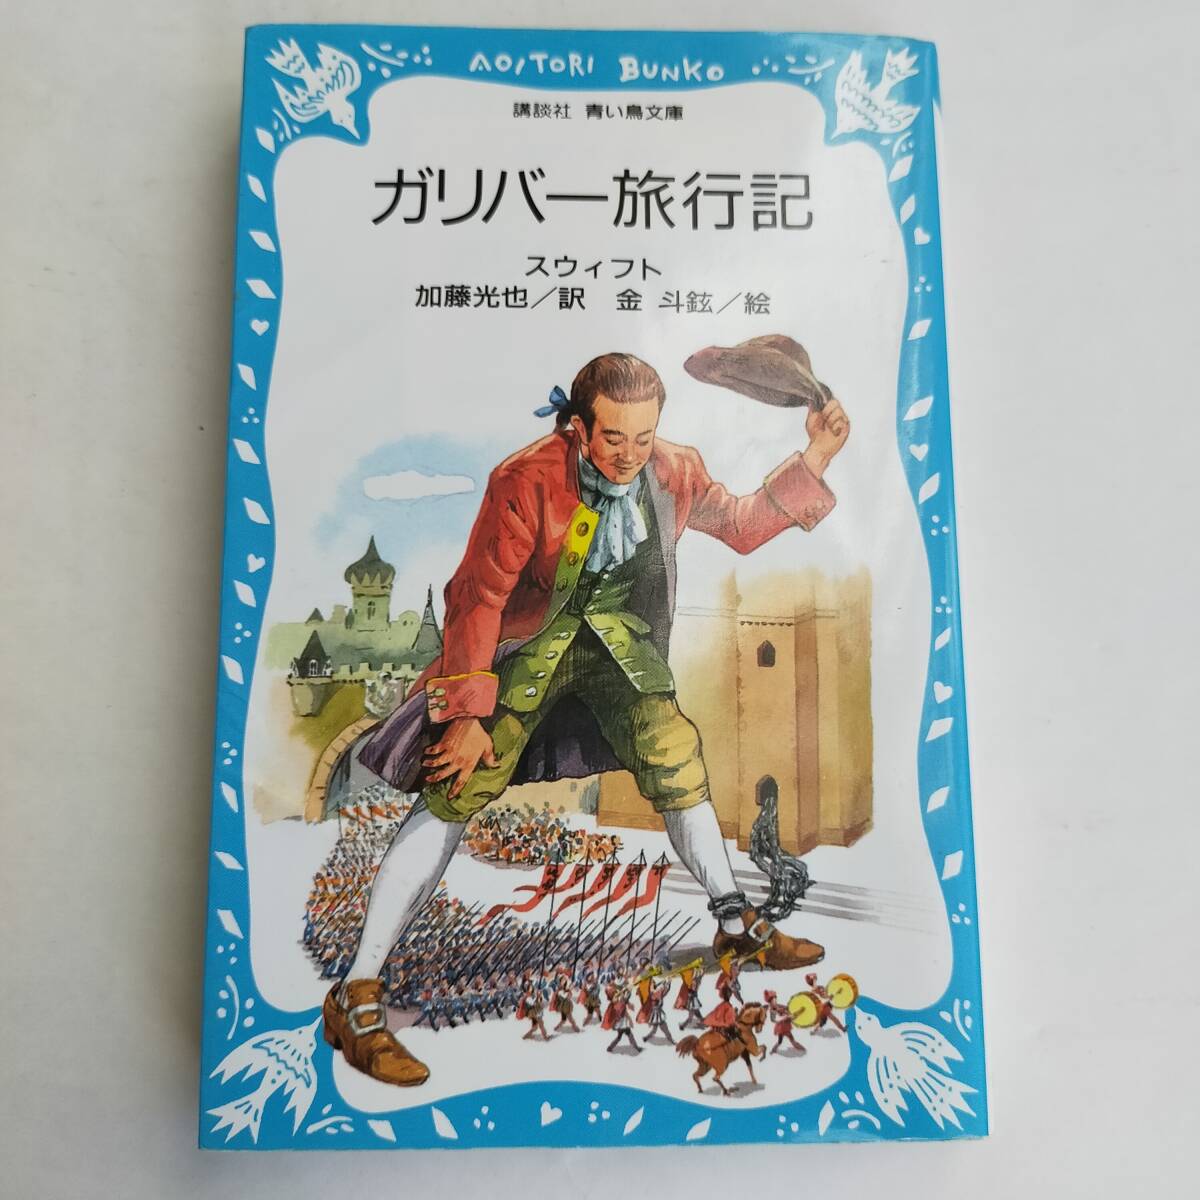 AOITORI BUNKO
講談社 青い鳥文庫
ガリバー旅行記
スウィフト
加藤光也/訳 金 斗鉉/絵